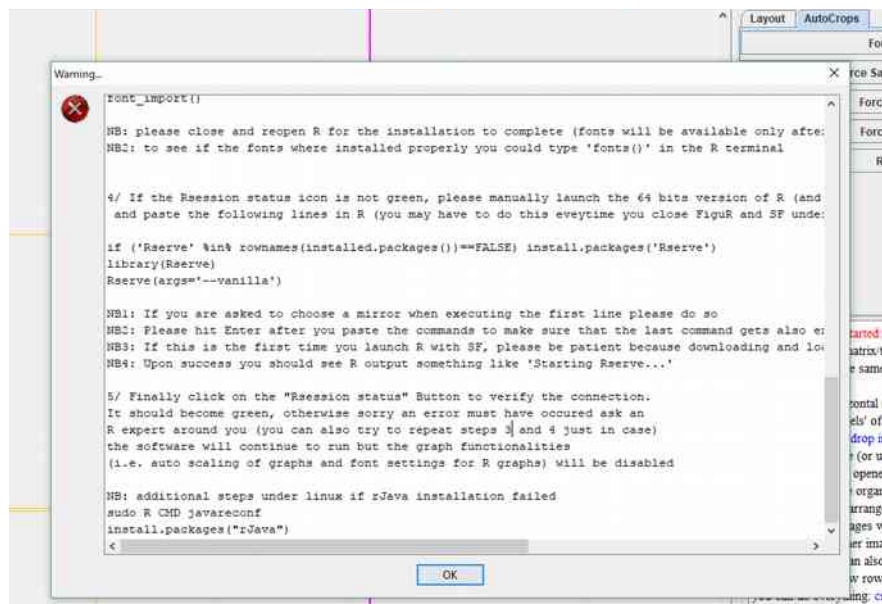 Layout AutoCrops
Warning...
font_import()
NB: please close and reopen R for the installation to complete (fonts will be available only
NB2: to see if the fonts where installed properly you could type 'fonts()' in the R terminal
4/ If the Rsession status icon is not green, please manually launch the 64 bits version of R (and
and paste the following lines in R (you may have to do this eveytime you close FiguR and SF
if ('Rserve' %in% rownames(installed.packages())==FALSE) install.packages('Rserve')
library(Rserve)
Rserve(args='--vanilla')
NB1: If you are asked to choose a mirror when executing the first line please do so
NB2: Please hit Enter after you paste the commands to make sure that the last command gets also
NB3: If this is the first time you launch R with SF, please be patient because downloading and
NB4: Upon success you should see R output something like 'Starting Rserve...'
5/ Finally click on the "Rsession status" Button to verify the connection.
It should become green, otherwise sorry an error must have occured ask an
R expert around you (you can also try to repeat steps 3 and 4 just in case)
the software will continue to run but the graph functionalities
(i.e. auto scaling of graphs and font settings for R graphs) will be disabled
NB: additional steps under linux if rJava installation failed
sudo R CMD javareconf
install.packages("rJava")
OK